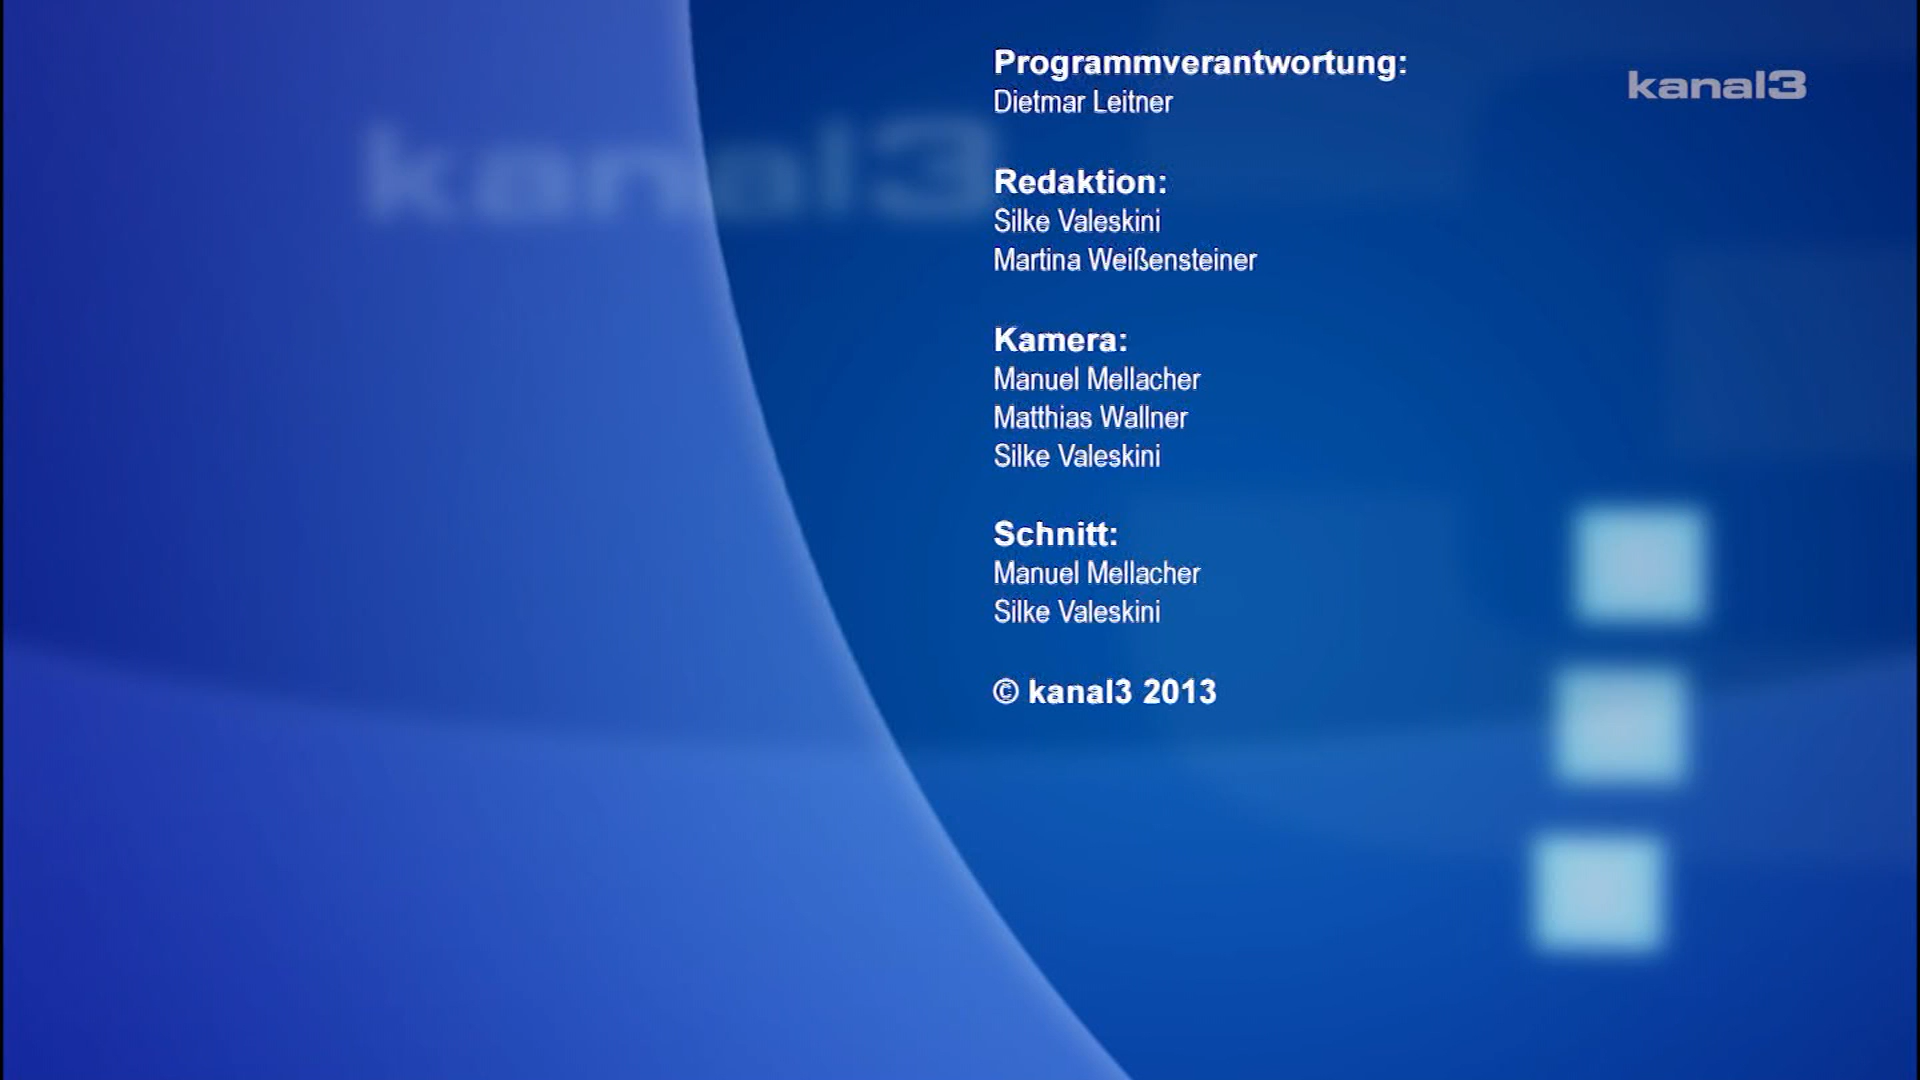 Programmverantwortung:
Dietmar Leitner
kanal3
kanal3
Redaktion:
Silke Valeskini
Martina Weißensteiner
Kamera:
Manuel Mellacher
Matthias Wallner
Silke Valeskini
Schnitt:
Manuel Mellacher
Silke Valeskini
© kanal3 2013